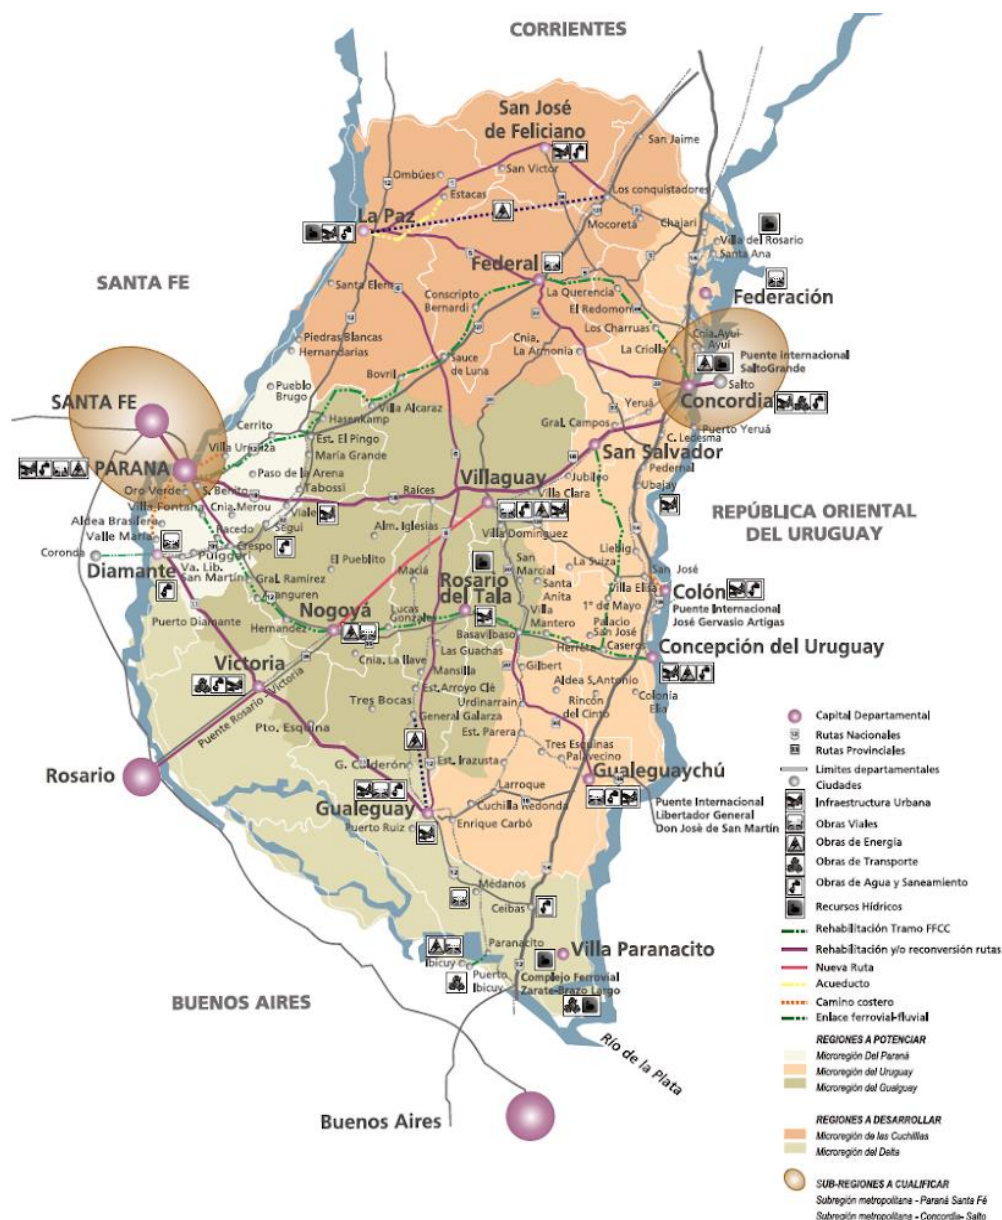 CORRIENTES
San José
de Feliciano
San Jaime
Ombúes
San Victor
Estacas
Los conquistadores
La Paz
Mocoretá
Chajari
Villa del Rosario
Santa Ana
SANTA FE
Federal
Santa Elena
Conscripto
Bernardi
La Querencia
El Redomon
Federación
Los Charruas
Piedras Blancas
Hernandarias
Cnia.
La Armonia
Cnia. Ayui-
Ayuí
La Criolla
Puente Internacional
SaltoGrande
Sauce
de Luna
Bovril
Salto
Concordia
Pueblo
Brugo
SANTA FE
Villa Alcaraz
Hasenkamp
Yeruá
Cerrito
Gral. Campos
Puerto Yeruá
Est. El Pingo
María Grande
C. Ledesma
Villa Urquiza
San Salvador
PARANA
Paso de la Arena
Tabossi
Villaguay
Jubileo
Pedernal
Ubajay
Oro Verde
S. Benito
Raíces
Villa Clara
Villa Fontana
Cnia. Merou
Viale
REPÚBLICA ORIENTAL
DEL URUGUAY
Aldea Brasilera
Segui
Alm. Iglesias
Villa Dominguez
Valle María
Crespo
Liebig
Coronda
Puiggari
El Pueblito
San
Marcial
La Suiza
San José
Diamante
Va. Lib.
San Martín
Gral. Ramírez
Maciá
Rosario
del Tala
Santa
Anita
Villa Elisa
Colón
Puente Internacional
José Gervasio Artigas
Nogoyá
Lucas
Gonzalez
Villa
Mantero
1º de Mayo
Palacio
San José
Puerto Diamante
Hernandez
Basavilbaso
Herrera
Caseros
Concepción del Uruguay
Las Guachas
Cnia. La llave
Mansilla
Gilbert
Victoria
Aldea S.Antonio
Colonia
Elia
Est. Arroyo Clé
Urdinarrain
Rincón
del Cinto
Puente Rosario - Victoria
Tres Bocas
General Galarza
Pto. Esquina
Est. Parera
Tres Esquinas
Palavecino
Rosario
G. Calderón
Est. Irazusta
Gualeguaychú
Larroque
Gualeguay
Cuchilla Redonda
Puente Internacional
Libertador General
Don Josè de San Martín
Puerto Ruiz
Enrique Carbó
Médanos
Ceibas
Paranacito
Villa Paranacito
Ibicuy
Puerto
Ibicuy
Complejo Ferrovial
Zarate-Brazo Largo
BUENOS AIRES
Río de la Plata
Buenos Aires
Capital Departamental
Rutas Nacionales
Rutas Provinciales
Limites departamentales
Ciudades
Infraestructura Urbana
Obras Viales
Obras de Energía
Obras de Transporte
Obras de Agua y Saneamiento
Recursos Hídricos
Rehabilitación Tramo FFCC
Rehabilitación y/o reconversión rutas
Nueva Ruta
Acueducto
Camino costero
Enlace ferrovial-fluvial
REGIONES A POTENCIAR
Microregión Del Paraná
Microregión del Uruguay
Microregión del Gualguay
REGIONES A DESARROLLAR
Microregión de las Cuchilllas
Microregión del Delta
SUB-REGIONES A CUALIFICAR
Subregión metropolitana - Paraná Santa Fé
Subregión metropolitana - Concordia- Salto